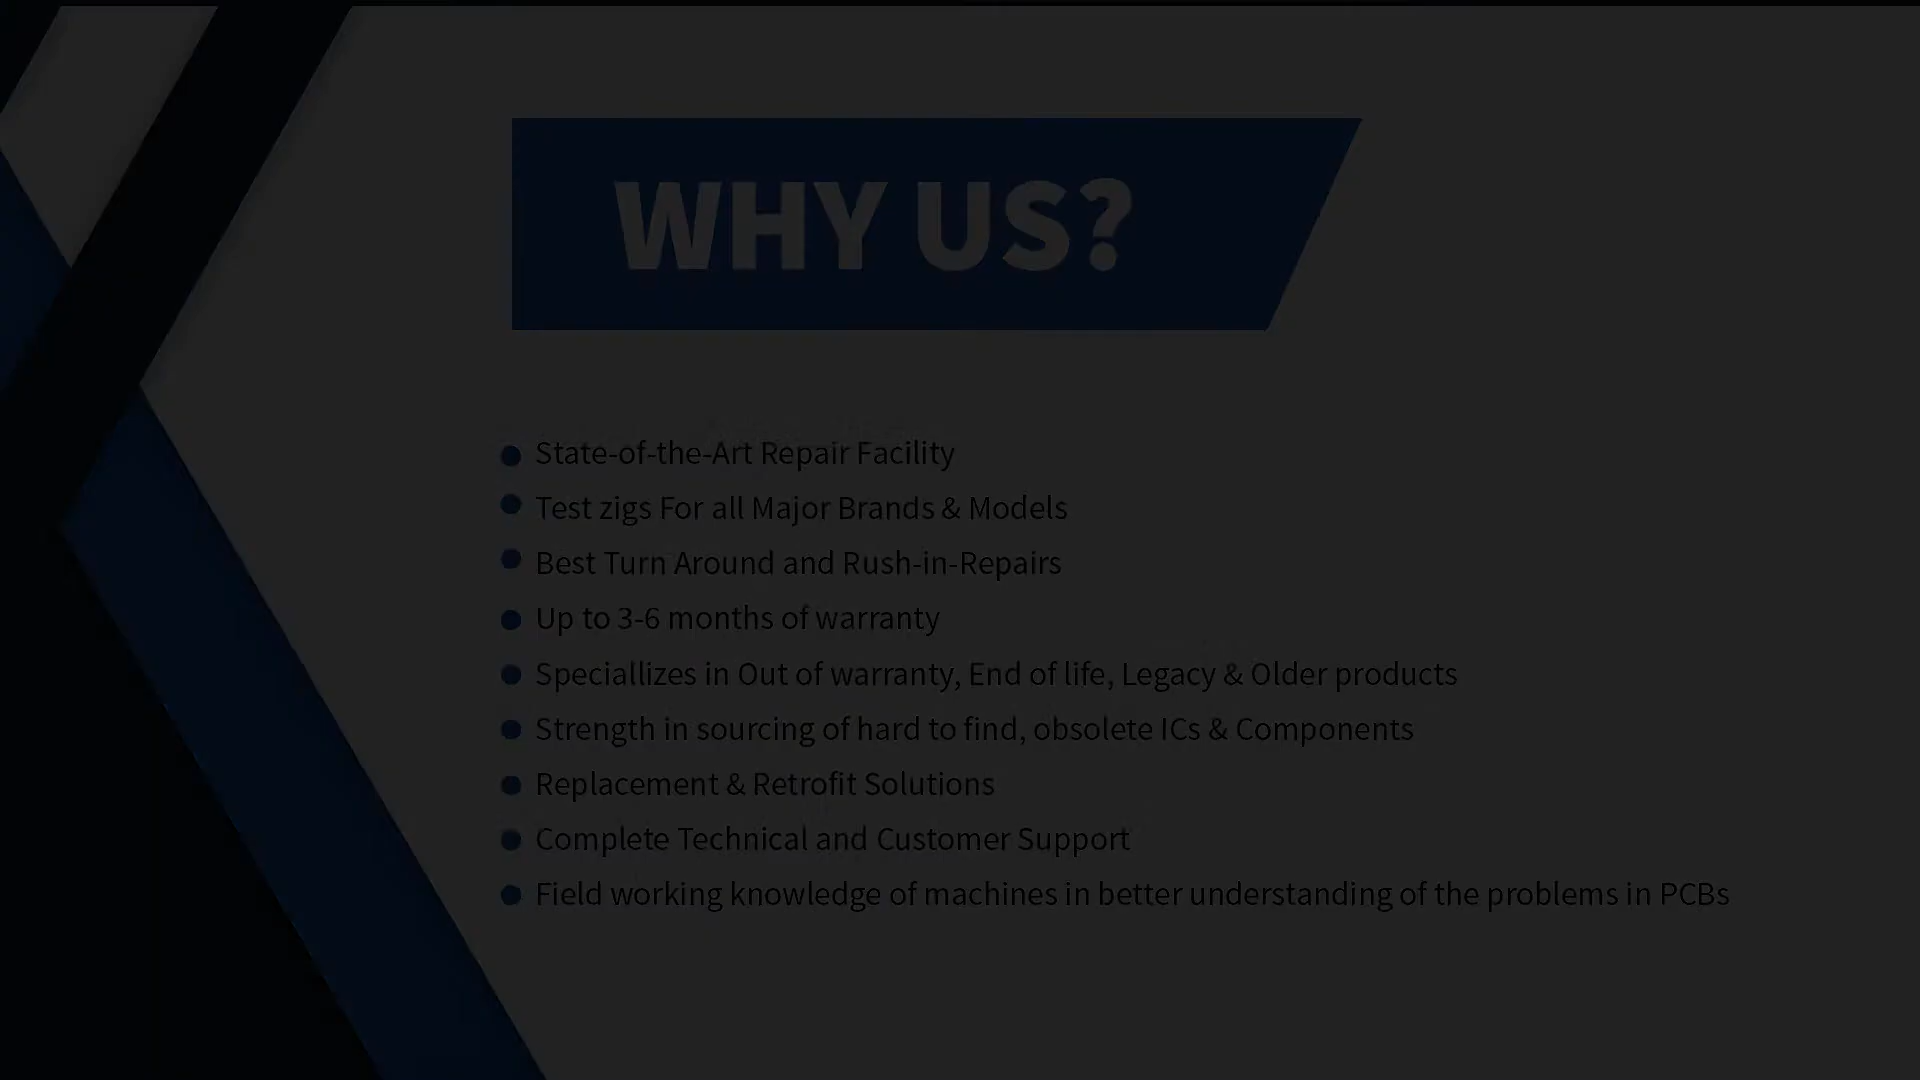 WHY US?
State-of-the-Art Repair Facility
Test zigs For all Major Brands & Models
Best Turn Around and Rush-in-Repairs
Up to 3-6 months of warranty
Speciallizes in Out of warranty, End of life, Legacy & Older products
Strength in sourcing of hard to find, obsolete ICs & Components
Replacement & Retrofit Solutions
Complete Technical and Customer Support
Field working knowledge of machines in better understanding of the problems in PCBs